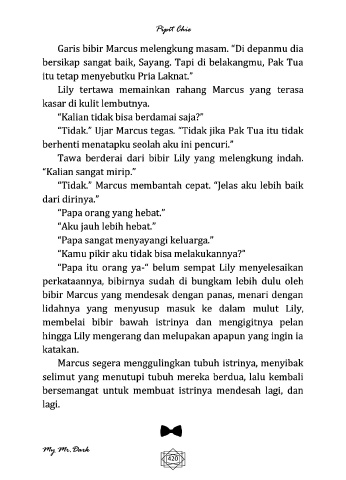 Pipit Chie
Garis bibir Marcus melengkung masam. “Di depanmu dia
bersikap sangat baik, Sayang. Tapi di belakangmu, Pak Tua
itu tetap menyebutku Pria Laknat.”
Lily tertawa memainkan rahang Marcus yang terasa
kasar di kulit lembutnya.
“Kalian tidak bisa berdamai saja?”
“Tidak.” Ujar Marcus tegas. “Tidak jika Pak Tua itu tidak
berhenti menatapku seolah aku ini pencuri.”
Tawa berderai dari bibir Lily yang melengkung indah.
“Kalian sangat mirip.”
“Tidak.” Marcus membantah cepat. “Jelas aku lebih baik
dari dirinya.”
“Papa orang yang hebat.”
“Aku jauh lebih hebat.”
“Papa sangat menyayangi keluarga.”
“Kamu pikir aku tidak bisa melakukannya?”
“Papa itu orang ya-“ belum sempat Lily menyelesaikan
perkataannya, bibirnya sudah di bungkam lebih dulu oleh
bibir Marcus yang mendesak dengan panas, menari dengan
lidahnya yang menyusup masuk ke dalam mulut Lily,
membelai bibir bawah istrinya dan mengigitnya pelan
hingga Lily mengerang dan melupakan apapun yang ingin ia
katakan.
Marcus segera menggulingkan tubuh istrinya, menyibak
selimut yang menutupi tubuh mereka berdua, lalu kembali
bersemangat untuk membuat istrinya mendesah lagi, dan
lagi.
My Mr. Dark
420